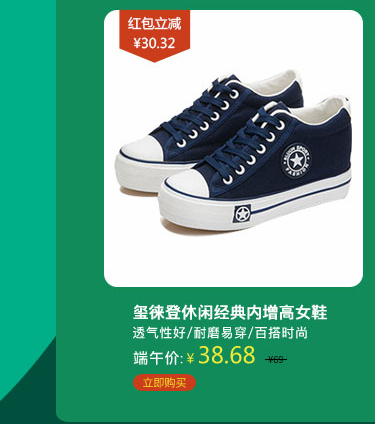 红包立减
¥30.32
玺徕登休闲经典内增高女鞋
透气性好/耐磨易穿/百搭时尚
端午价: ¥ 38.68 ¥69
立即购买